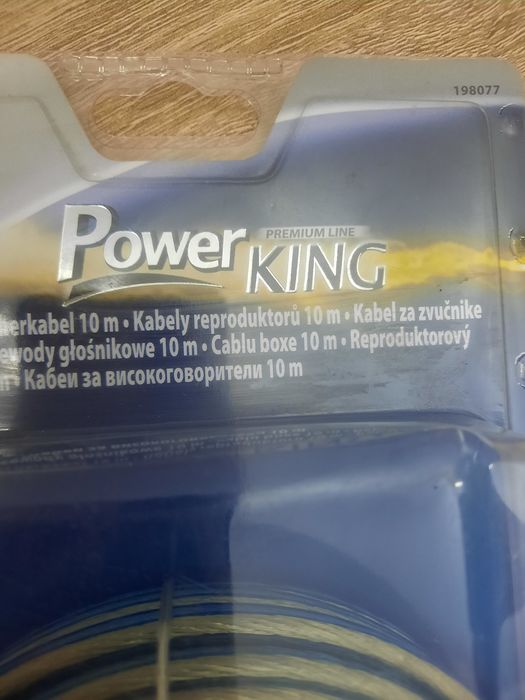 198077
Power
PREMIUM LINE
KING
erkabel 10 m • Kabely reproduktorů 10 m • Kabel za zvučnike
ewody głośnikowe 10 m • Cablu boxe 10 m • Reproduktorový
m • Кабеи за високоговорители 10 m